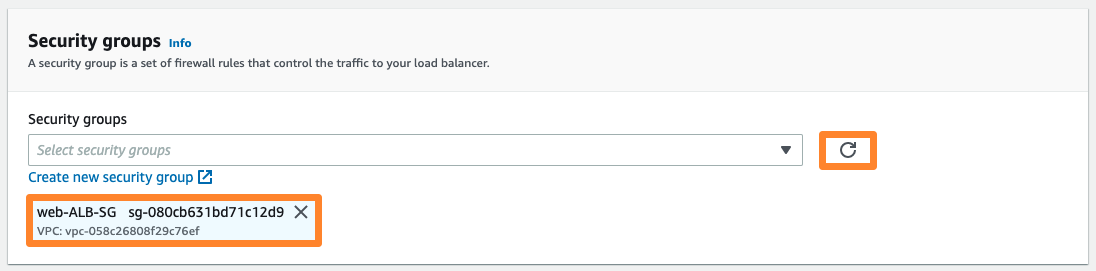 Security groups Info
A security group is a set of firewall rules that control the traffic to your load balancer.
Security groups
Select security groups
Create new security group
web-ALB-SG sg-080cb631bd71c12d9
VPC: vpc-058c26808f29c76ef